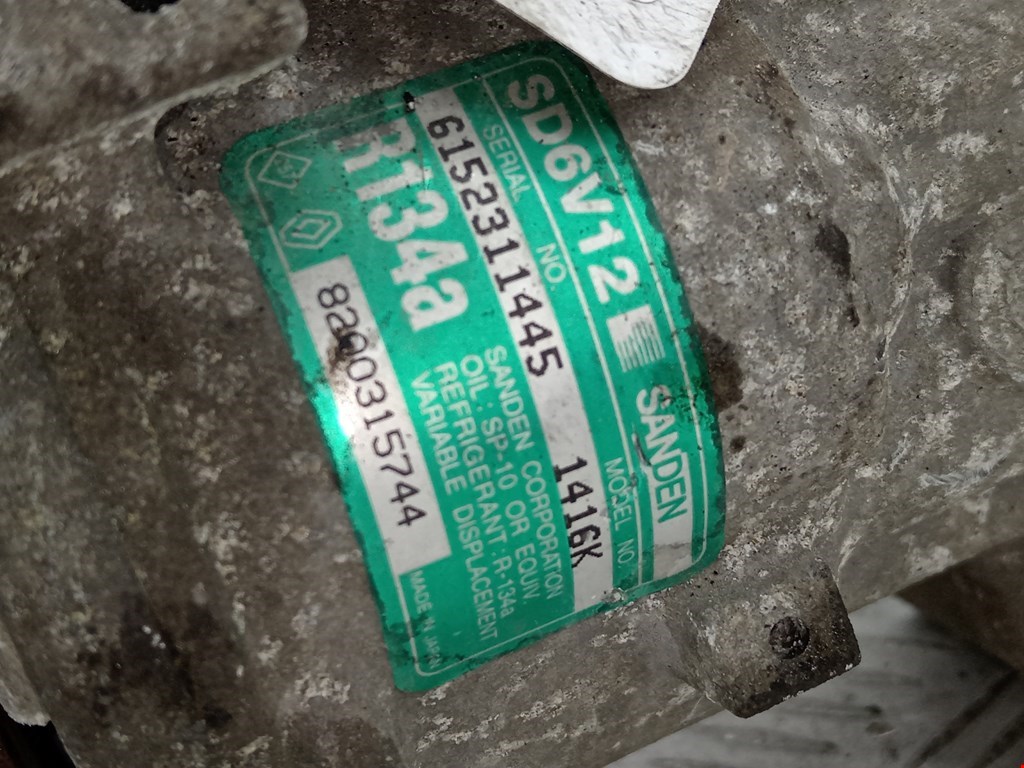 SD6V12 SANDEN
SERIAL NO. MODEL NO.
61523111445 1416K
R134a
SANDEN CORPORATION
OIL : SP-10 OR EQUIV.
REFRIGERANT : R-134a
VARIABLE DISPLACEMENT
8200315744
MADE IN JAPAN